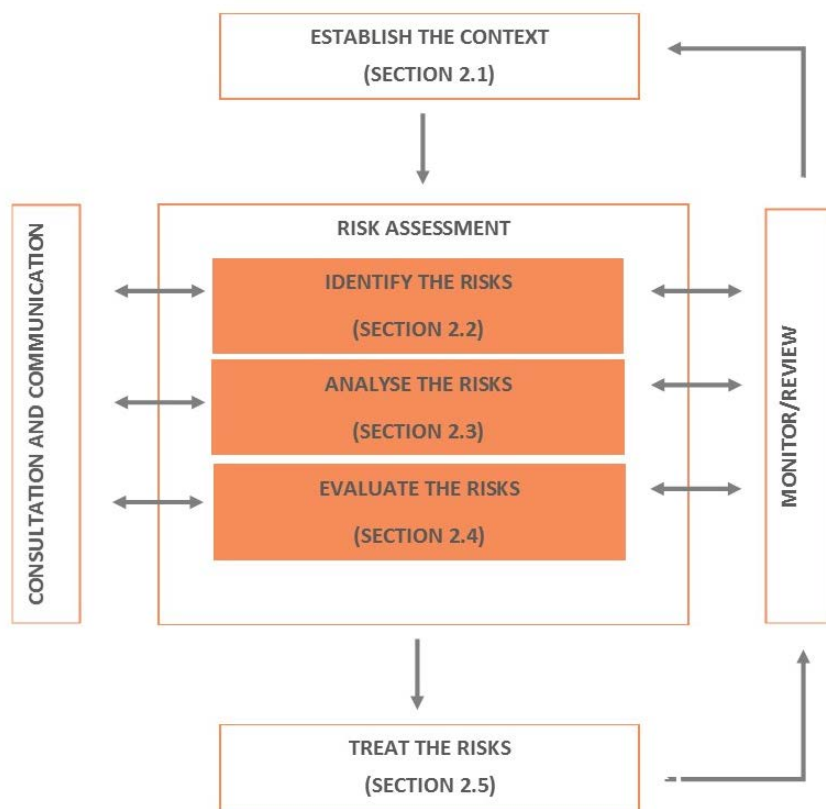 ESTABLISH THE CONTEXT
(SECTION 2.1)
CONSULTATION AND COMMUNICATION
RISK ASSESSMENT
IDENTIFY THE RISKS
(SECTION 2.2)
ANALYSE THE RISKS
(SECTION 2.3)
EVALUATE THE RISKS
(SECTION 2.4)
MONITOR/REVIEW
TREAT THE RISKS
(SECTION 2.5)